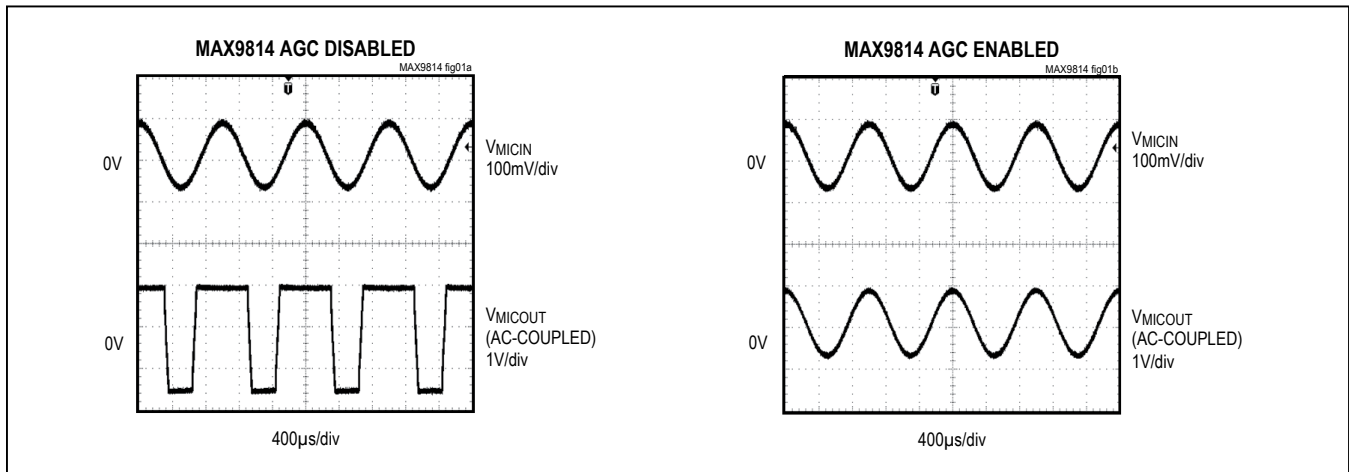 MAX9814 AGC DISABLED
MAX9814 fig01a
T
0V
VMICIN
100mV/div
0V
VMICOUT
(AC-COUPLED)
1V/div
400µs/div
MAX9814 AGC ENABLED
MAX9814 fig01b
T
0V
VMICIN
100mV/div
0V
VMICOUT
(AC-COUPLED)
1V/div
400µs/div